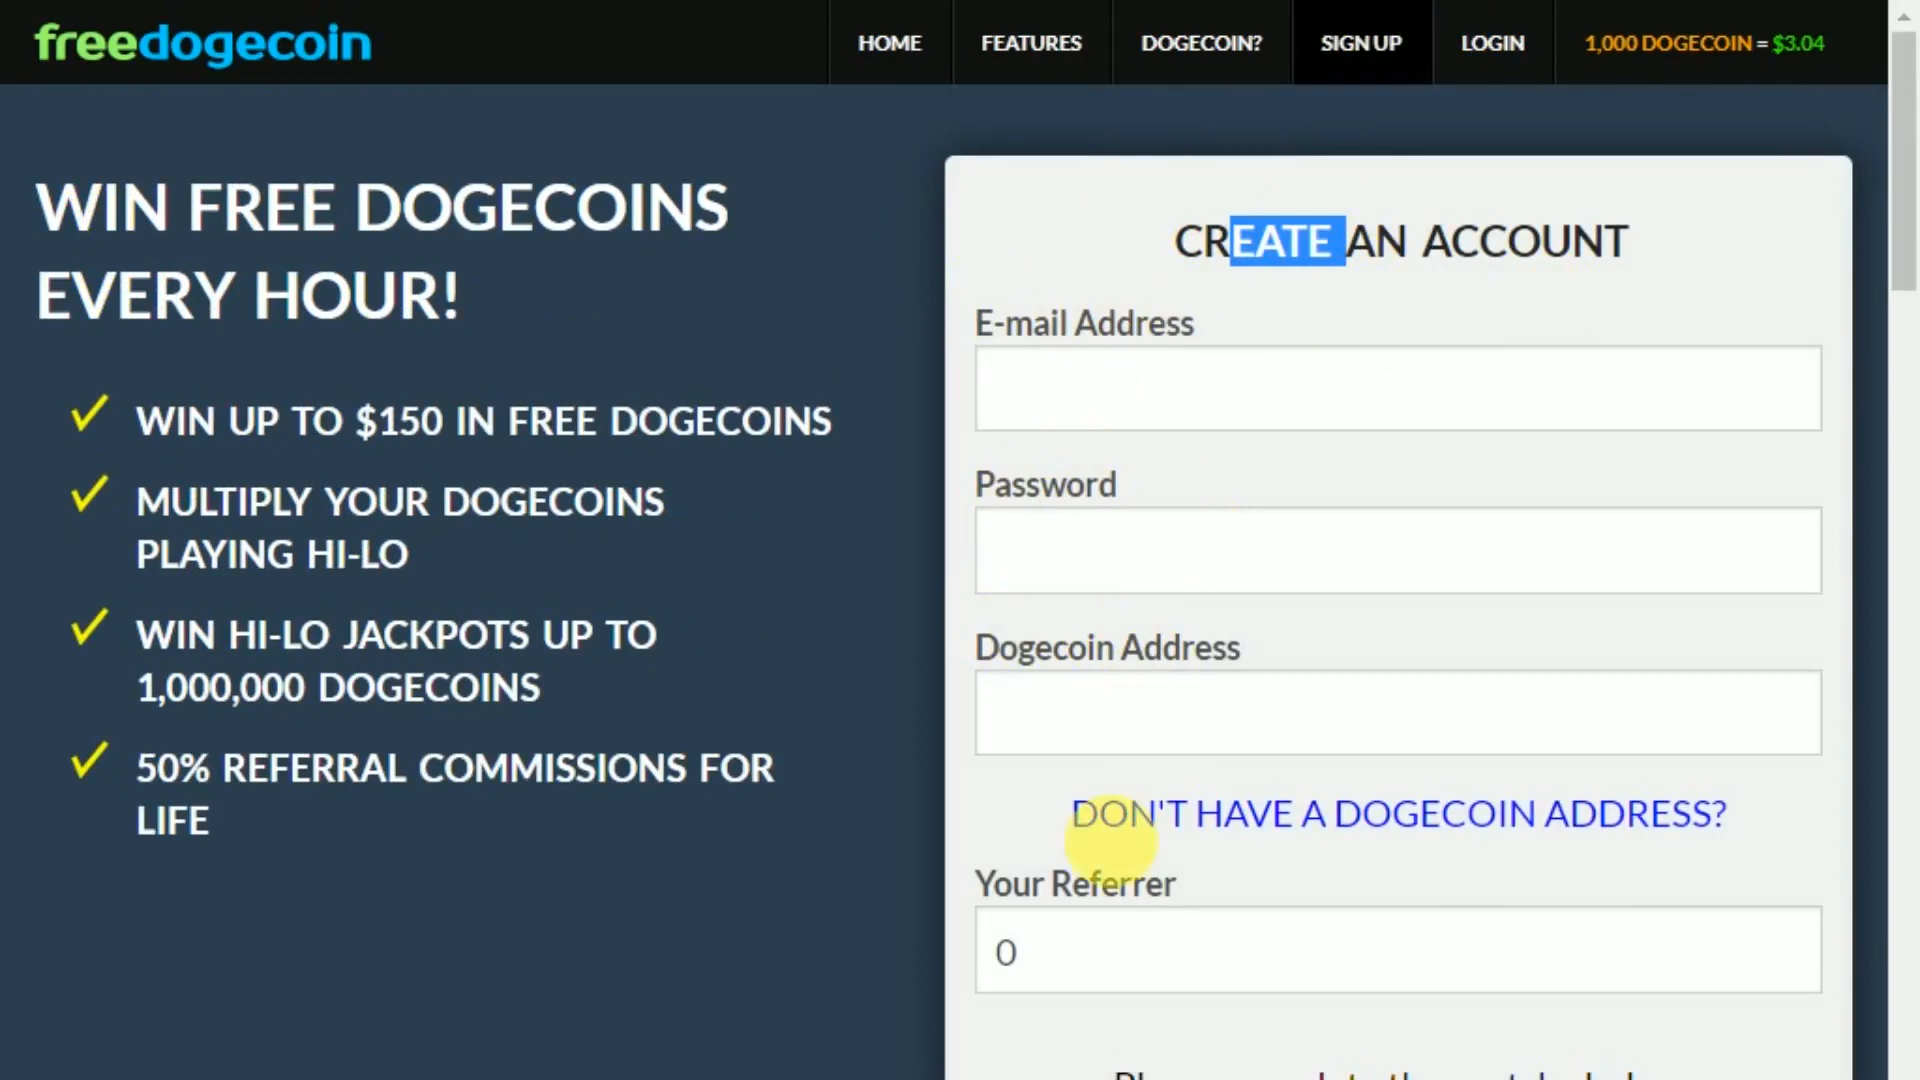 freedogecoin
HOME
FEATURES
DOGECOIN?
SIGN UP
LOGIN
1,000 DOGECOIN = $3.04
WIN FREE DOGECOINS
EVERY HOUR!
WIN UP TO $150 IN FREE DOGECOINS
MULTIPLY YOUR DOGECOINS
PLAYING HI-LO
WIN HI-LO JACKPOTS UP TO
1,000,000 DOGECOINS
50% REFERRAL COMMISSIONS FOR
LIFE
CREATE AN ACCOUNT
E-mail Address
Password
Dogecoin Address
DON'T HAVE A DOGECOIN ADDRESS?
Your Referrer
0